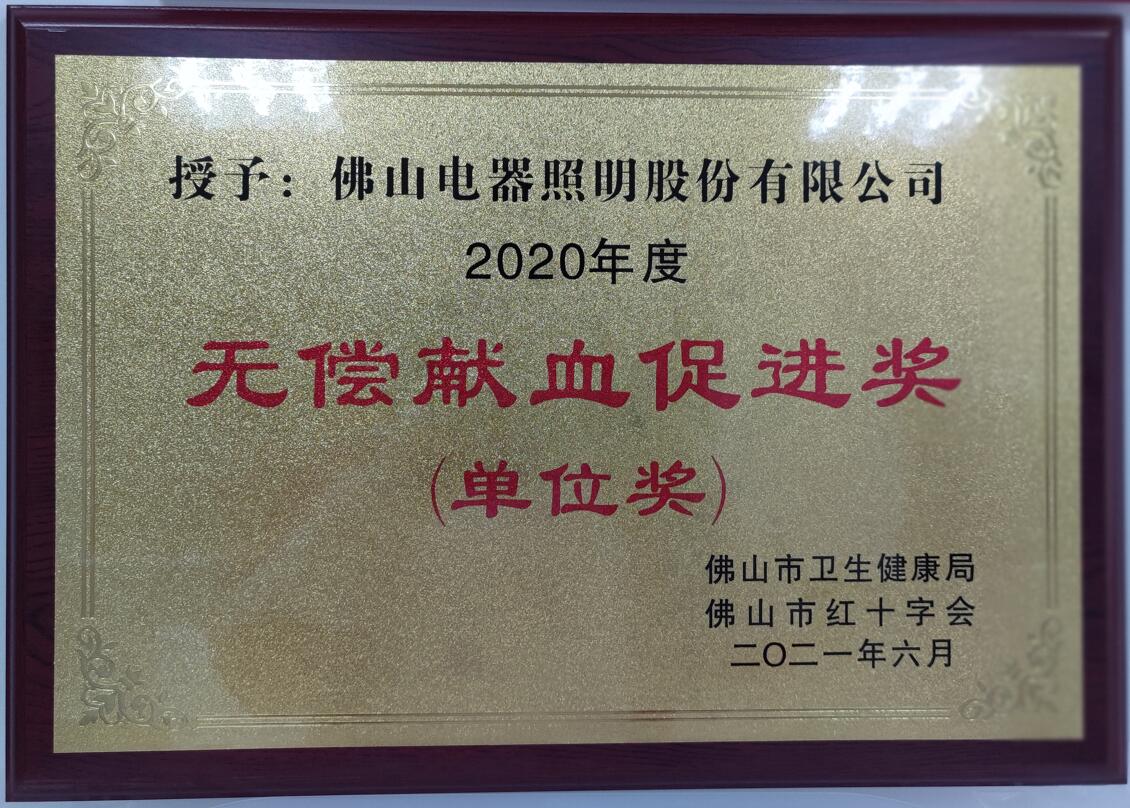 授予：佛山电器照明股份有限公司
2020年度
无偿献血促进奖
(单位奖)
佛山市卫生健康局
佛山市红十字会
二〇二一年六月